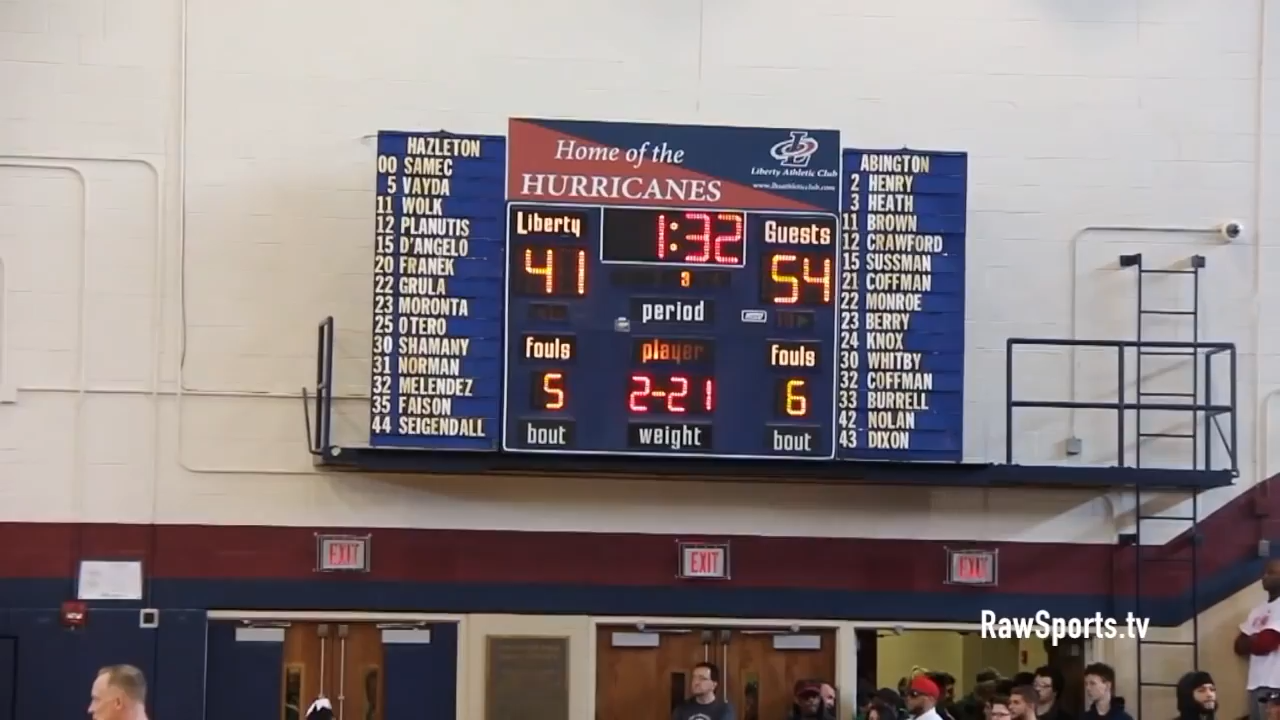 HAZLETON
00 SAMEC
5 VAYDA
11 WOLK
12 PLANUTIS
15 D'ANGELO
20 FRANEK
22 GRULA
23 MORONTA
25 OTERO
30 SHAMANY
31 NORMAN
32 MELENDEZ
35 FAISON
44 SEIGENDALL
Home of the
HURRICANES
Liberty Athletic Club
Liberty
1:32
Guests
41
54
3
period
fouls
player
fouls
5
2-21
6
bout
weight
bout
ABINGTON
2 HENRY
3 HEATH
11 BROWN
12 CRAWFORD
15 SUSSMAN
21 COFFMAN
22 MONROE
23 BERRY
24 KNOX
30 WHITBY
32 COFFMAN
33 BURRELL
42 NOLAN
43 DIXON
EXIT
EXIT
EXIT
RawSports.tv